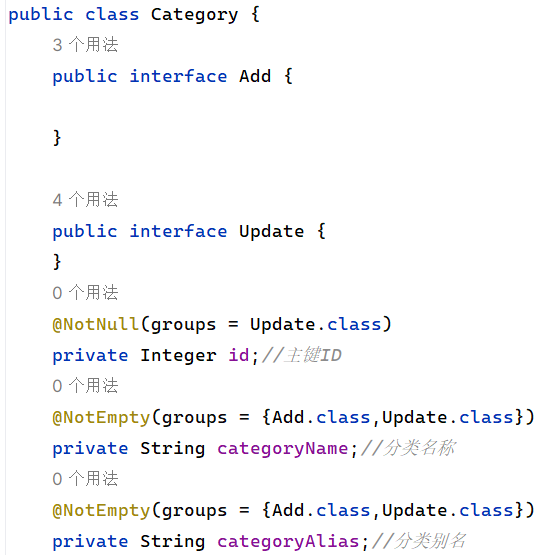 public class Category {
3 个用法
public interface Add {
}
4 个用法
public interface Update {
}
0 个用法
@NotNull(groups = Update.class)
private Integer id;//主键ID
0 个用法
@NotEmpty(groups = {Add.class,Update.class})
private String categoryName;//分类名称
0 个用法
@NotEmpty(groups = {Add.class,Update.class})
private String categoryAlias;//分类别名